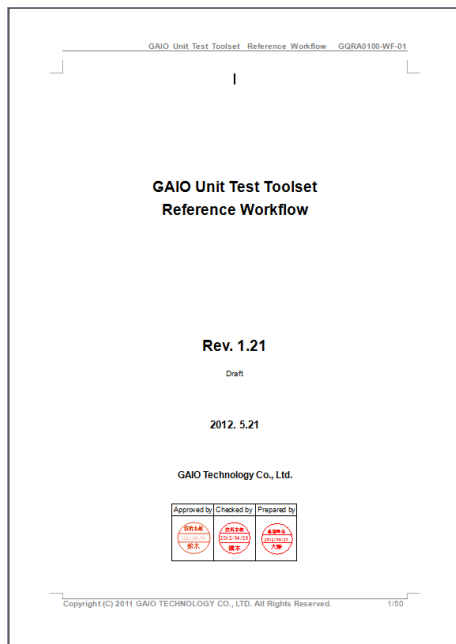 GAIO Unit Test Toolset Reference Workflow GQRA0100-WF-01
GAIO Unit Test Toolset
Reference Workflow
Rev. 1.21
Draft
2012. 5.21
GAIO Technology Co., Ltd.
Approved by Checked by Prepared by
Copyright (C) 2011 GAIO TECHNOLOGY CO., LTD. All Rights Reserved. 1/50